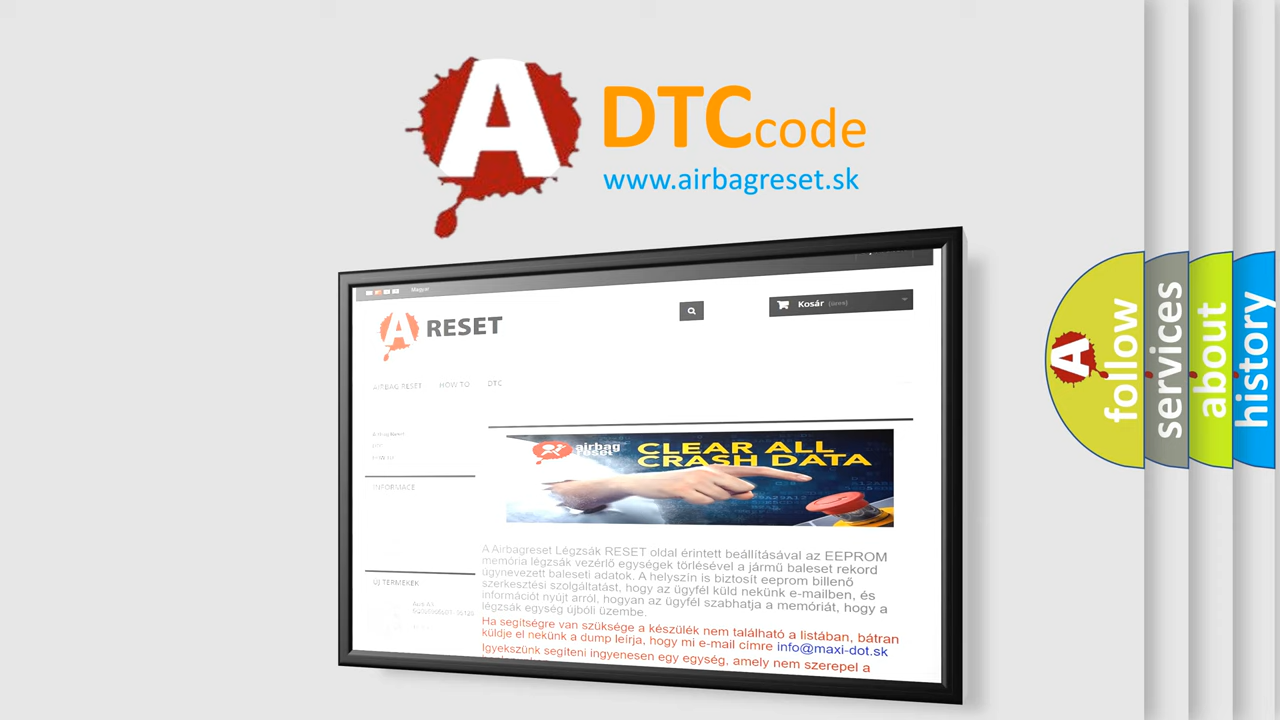 A DTCcode
www.airbagreset.sk
Magyar
A RESET
Kosár (üres)
AIRBAG RESET HOW TO DTC
INFORMACE
airbag reset CLEAR ALL CRASH DATA
A Airbagreset Légzsák RESET oldal érintett beállításával az EEPROM
memória légzsák vezérlő egységek törlésével a jármű baleset rekord
úgynevezett baleseti adatok. A helyszín is biztosít eeprom billenő
szerkesztési szolgáltatást, hogy az ügyfél küld nekünk e-mailben, és
információt nyújt arról, hogyan az ügyfél szabhatja a memóriát, hogy a
légzsák egység újbóli üzembe.
Ha segítségre van szüksége a készülék nem található a listában, bátran
küldje el nekünk a dump leírja, hogy mi e-mail címre info@maxi-dot.sk
Igyekszünk segíteni ingyenesen egy egység, amely nem szerepel a
ÚJ TERMÉKEK
A follow
services
about
history